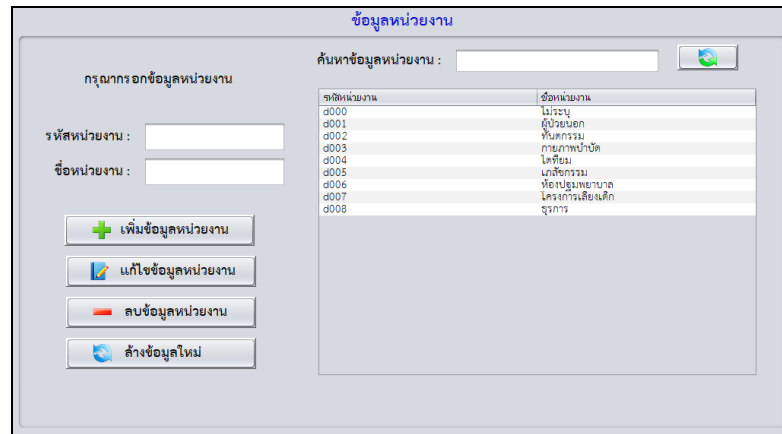 ข้อมูลหน่วยงาน
กรุณากรอกข้อมูลหน่วยงาน
รหัสหน่วยงาน :
ชื่อหน่วยงาน :
เพิ่มข้อมูลหน่วยงาน
แก้ไขข้อมูลหน่วยงาน
ลบข้อมูลหน่วยงาน
ล้างข้อมูลใหม่
ค้นหาข้อมูลหน่วยงาน :
รหัสหน่วยงาน ชื่อหน่วยงาน
d000 ไม่ระบุ
d001 ผู้ป่วยนอก
d002 ทันตกรรม
d003 กายภาพบำบัด
d004 ไตเทียม
d005 เภสัชกรรม
d006 ห้องปฐมพยาบาล
d007 โครงการเลี้ยงเด็ก
d008 ธุรการ